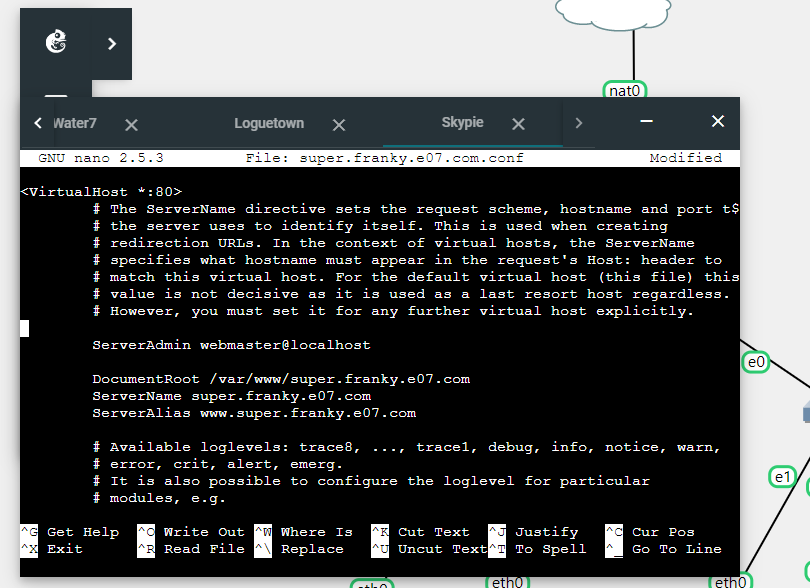 nat0
Water7
Loguetown
Skypie
GNU nano 2.5.3 File: super.franky.e07.com.conf Modified
<VirtualHost *:80>
# The ServerName directive sets the request scheme, hostname and port t$
# the server uses to identify itself. This is used when creating
# redirection URLs. In the context of virtual hosts, the ServerName
# specifies what hostname must appear in the request's Host: header to
# match this virtual host. For the default virtual host (this file) this
# value is not decisive as it is used as a last resort host regardless.
# However, you must set it for any further virtual host explicitly.
ServerAdmin webmaster@localhost
DocumentRoot /var/www/super.franky.e07.com
ServerName super.franky.e07.com
ServerAlias www.super.franky.e07.com
# Available loglevels: trace8, ..., trace1, debug, info, notice, warn,
# error, crit, alert, emerg.
# It is also possible to configure the loglevel for particular
# modules, e.g.
^G Get Help ^O Write Out ^W Where Is ^K Cut Text ^J Justify ^C Cur Pos
^X Exit ^R Read File ^\ Replace ^U Uncut Text ^T To Spell ^_ Go To Line
e0
e1
eth0
eth0
eth0